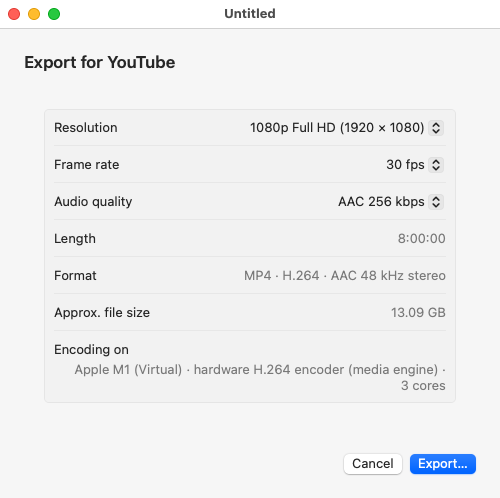 Untitled
Export for YouTube
Resolution 1080p Full HD (1920 × 1080)
Frame rate 30 fps
Audio quality AAC 256 kbps
Length 8:00:00
Format MP4 · H.264 · AAC 48 kHz stereo
Approx. file size 13.09 GB
Encoding on
Apple M1 (Virtual) · hardware H.264 encoder (media engine) ·
3 cores
Cancel Export...